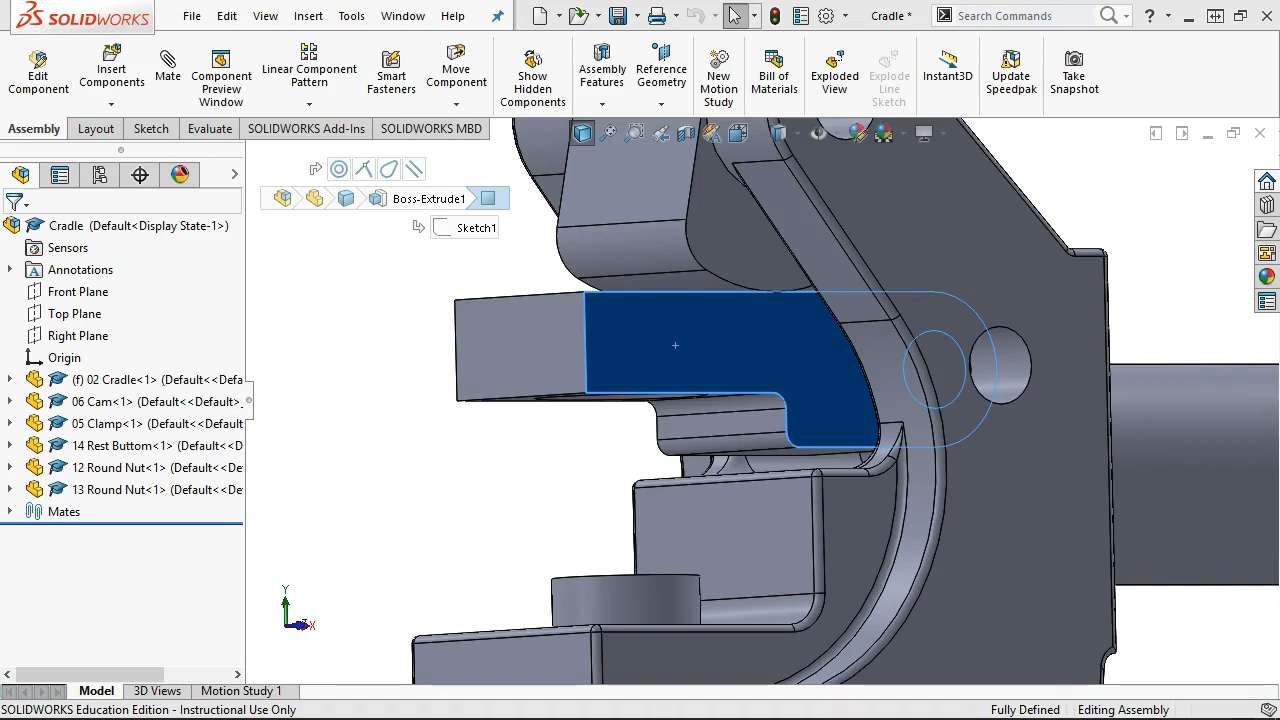 SOLIDWORKS File Edit View Insert Tools Window Help Cradle * Search Commands ?
Edit Component
Insert Components
Mate
Component Preview Window
Linear Component Pattern
Smart Fasteners
Move Component
Show Hidden Components
Assembly Features
Reference Geometry
New Motion Study
Bill of Materials
Exploded View
Explode Line Sketch
Instant3D
Update Speedpak
Take Snapshot
Assembly Layout Sketch Evaluate SOLIDWORKS Add-Ins SOLIDWORKS MBD
Boss-Extrude1
Sketch1
Cradle (Default<Display State-1>)
Sensors
Annotations
Front Plane
Top Plane
Right Plane
Origin
(f) 02 Cradle<1> (Default<<Defa
06 Cam<1> (Default<<Default>_
05 Clamp<1> (Default<<Default
14 Rest Buttom<1> (Default<<D
12 Round Nut<1> (Default<<De
13 Round Nut<1> (Default<<De
Mates
Y
X
Model 3D Views Motion Study 1
SOLIDWORKS Education Edition - Instructional Use Only Fully Defined Editing Assembly